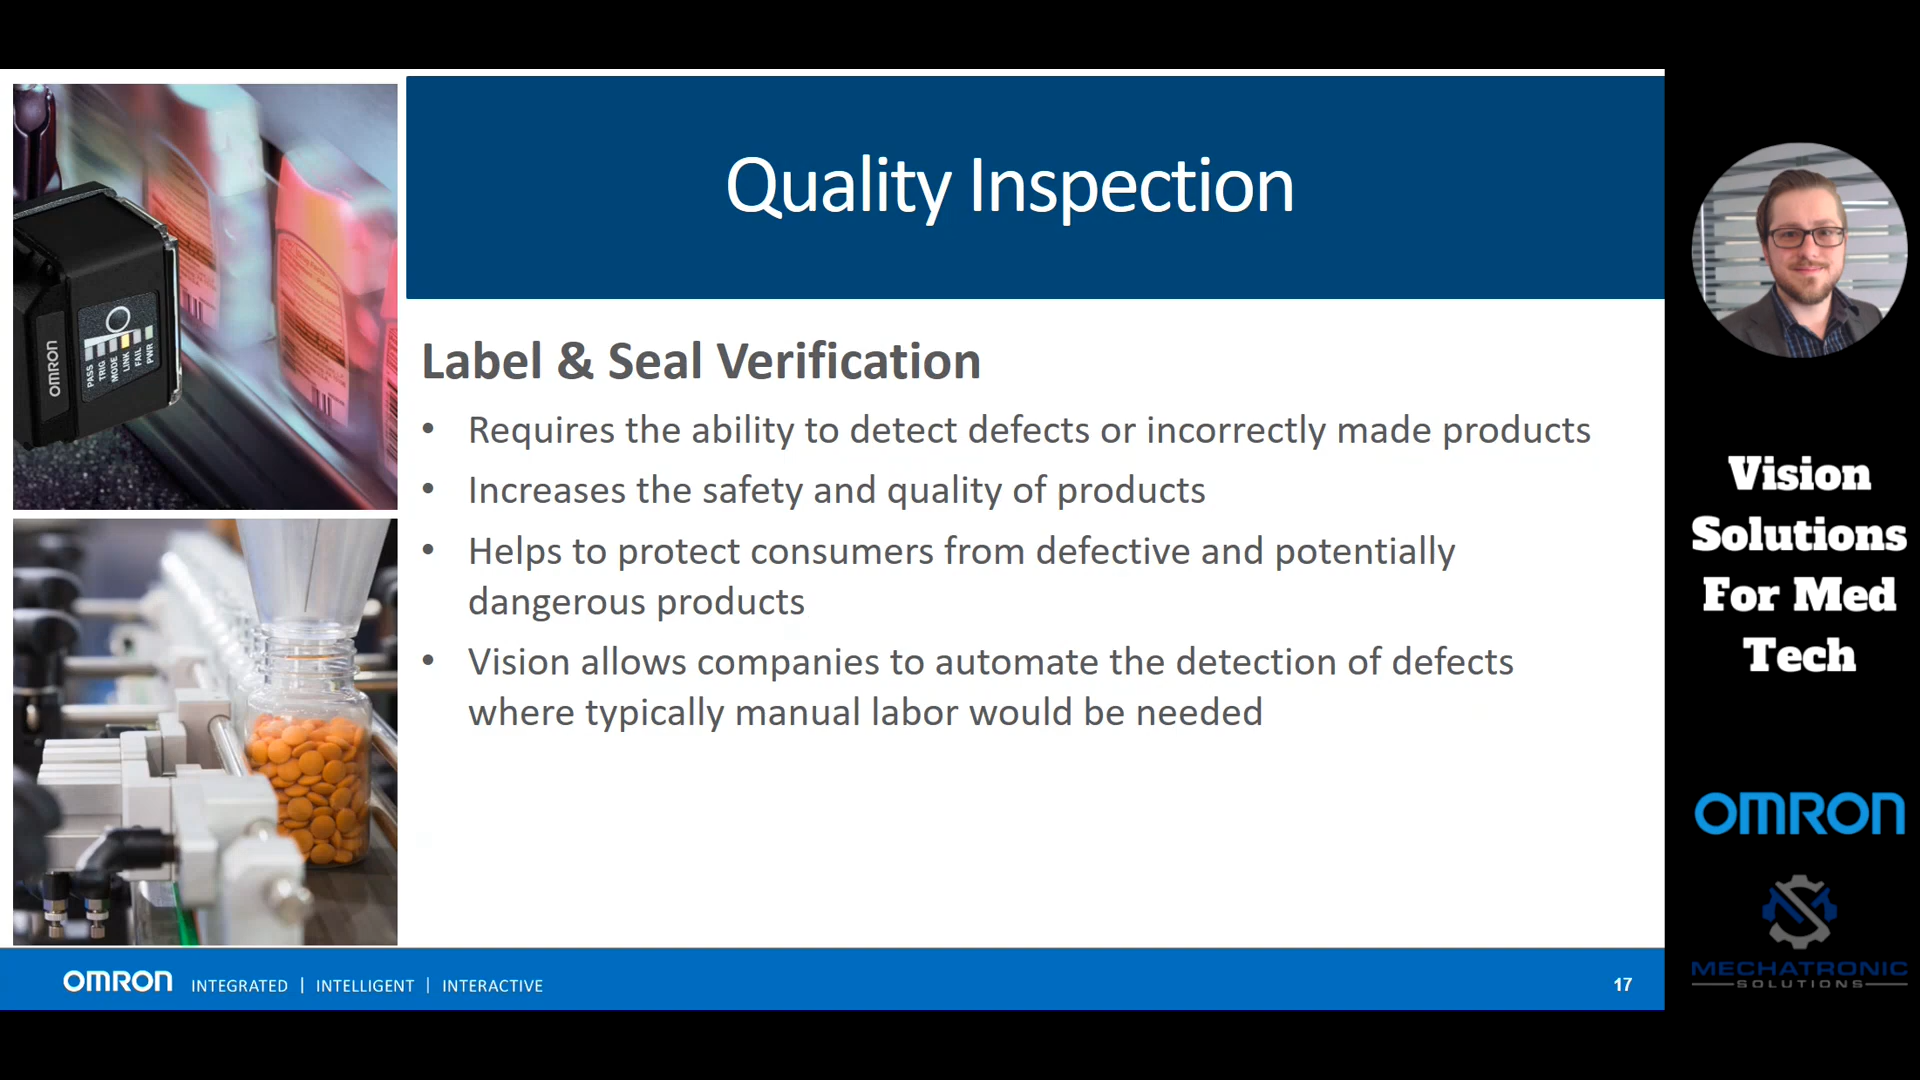 Quality Inspection
Label & Seal Verification
• Requires the ability to detect defects or incorrectly made products
• Increases the safety and quality of products
• Helps to protect consumers from defective and potentially
dangerous products
• Vision allows companies to automate the detection of defects
where typically manual labor would be needed
OMRON
PASS
TRIG
MODE
LINK
FAIL
PWR
OMRON INTEGRATED | INTELLIGENT | INTERACTIVE
17
Vision
Solutions
For Med
Tech
OMRON
MECHATRONIC
SOLUTIONS